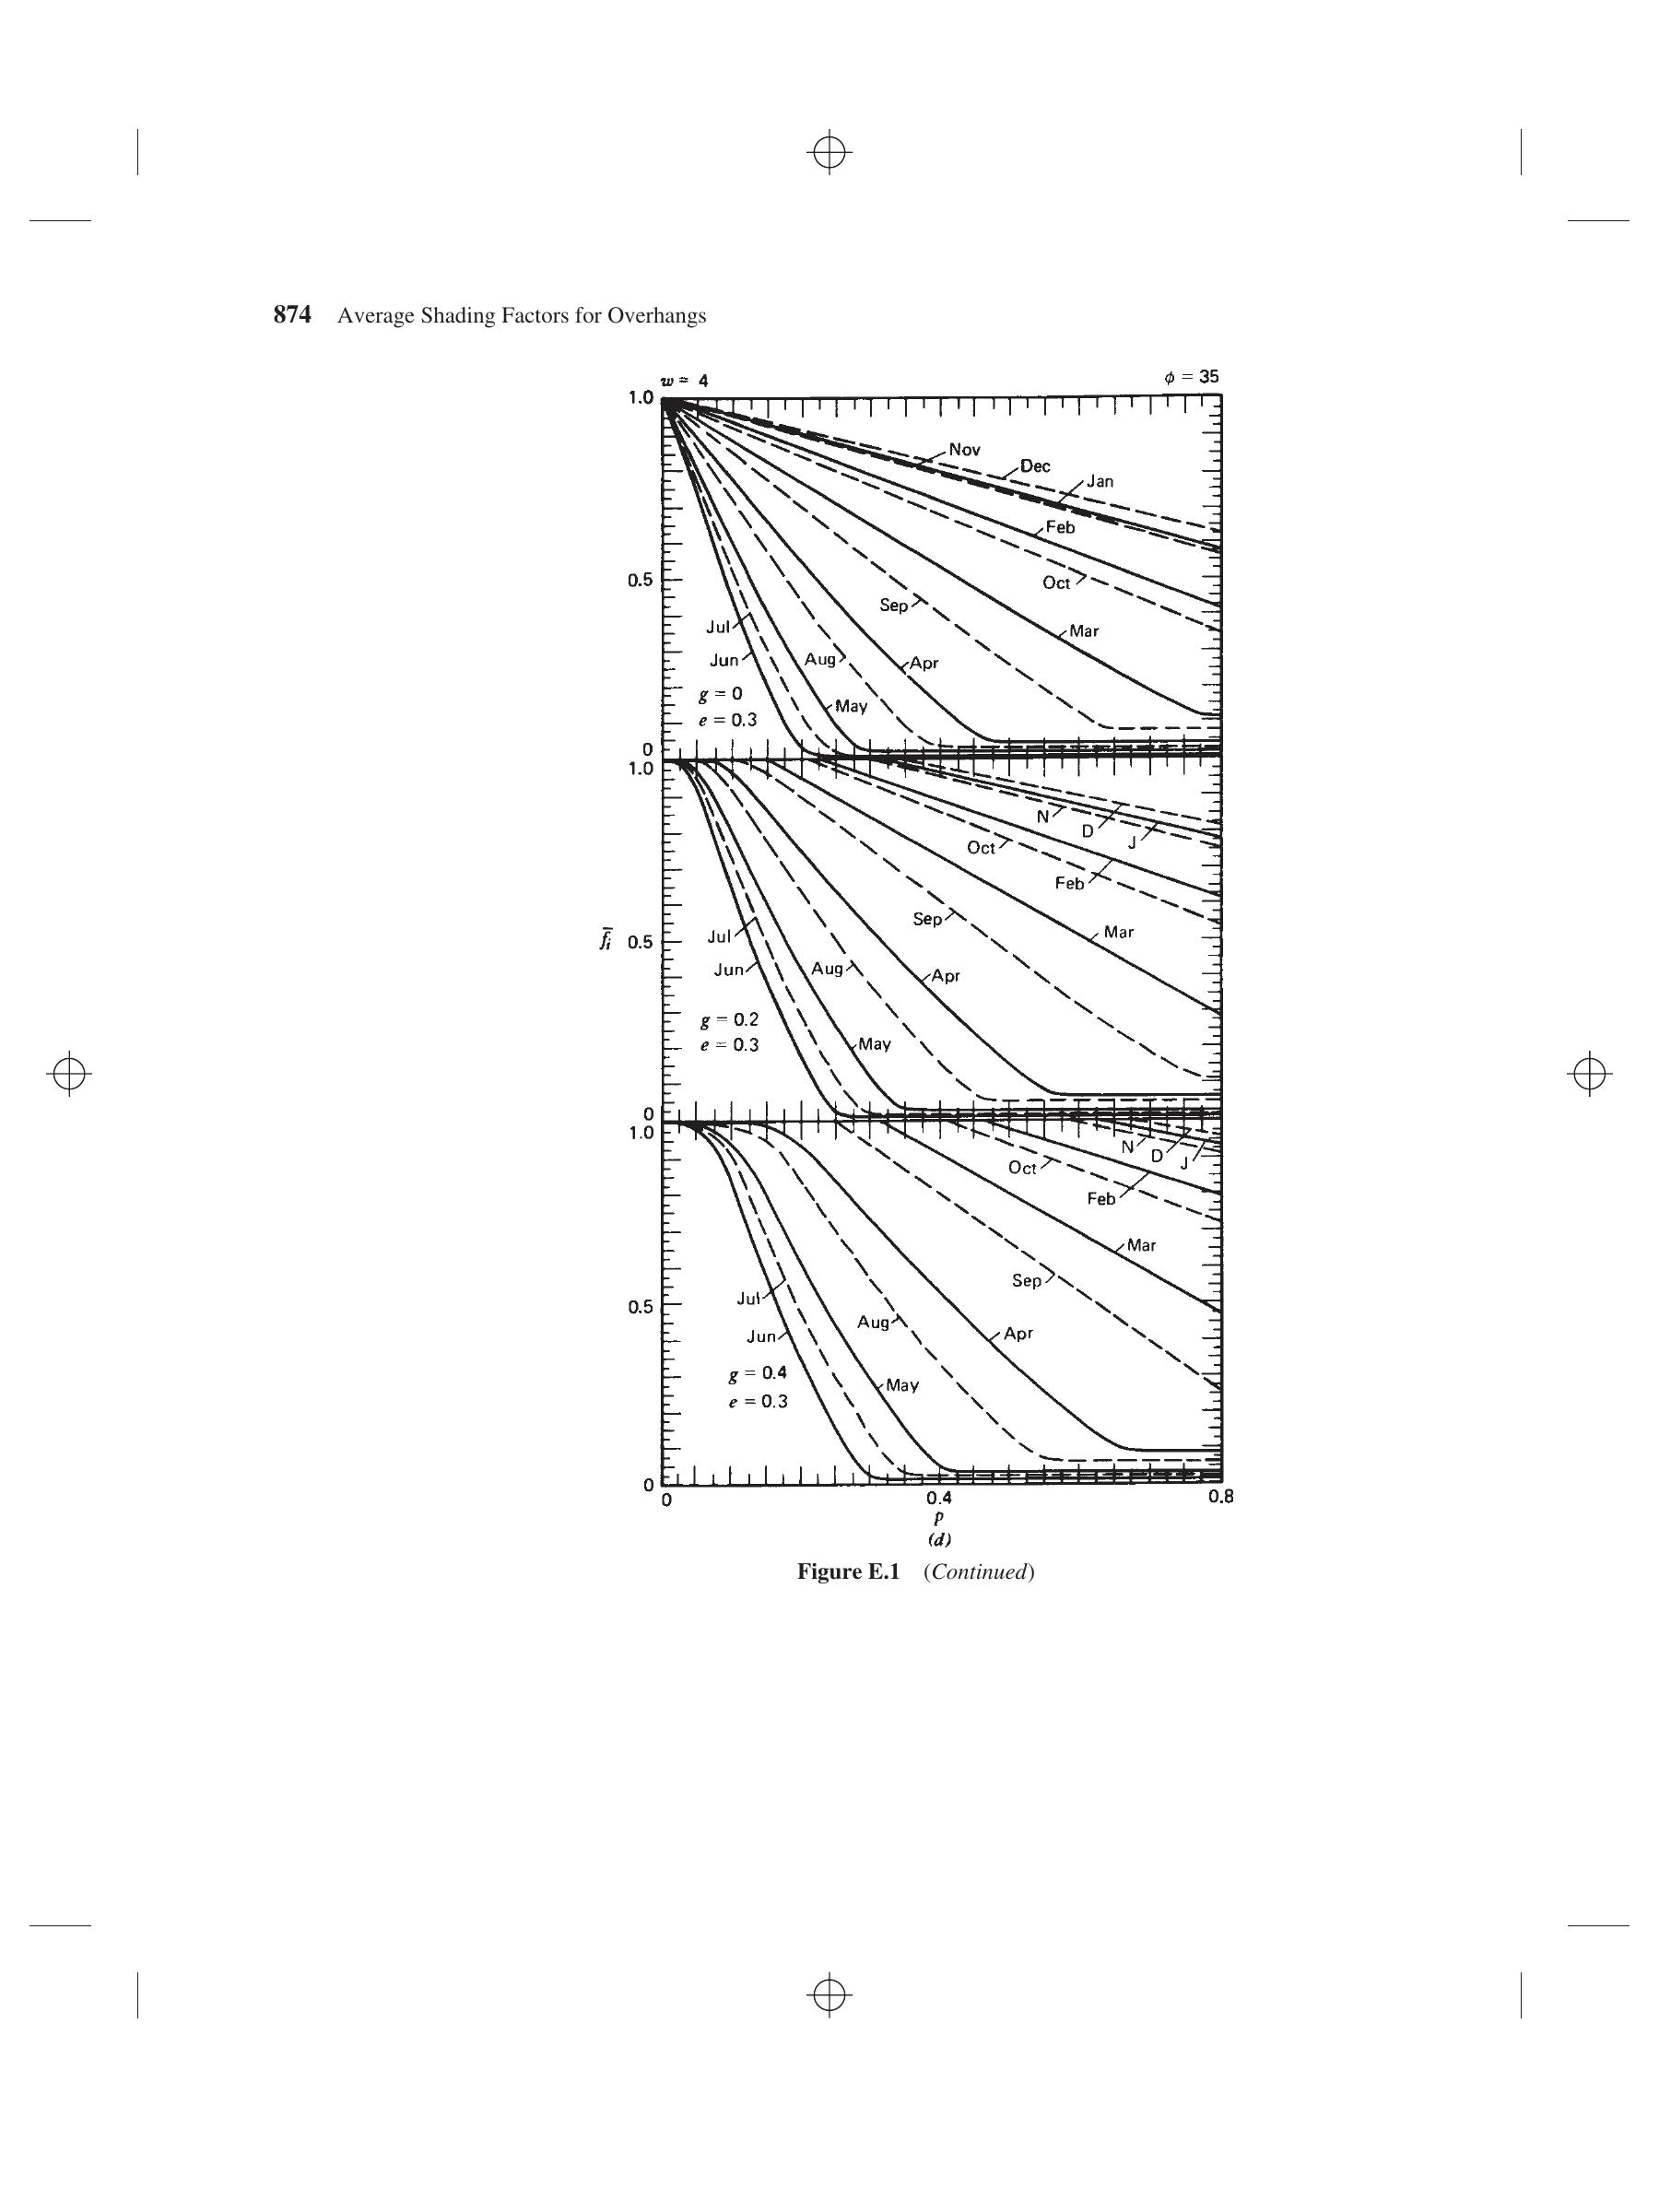 874 Average Shading Factors for Overhangs
w = 4
ϕ = 35
1.0
Nov
Dec
Jan
Feb
0.5
Oct
Sep
Jul
Mar
Jun
Aug
Apr
g = 0
May
e = 0.3
0
1.0
N
D
J
Oct
Feb
Sep
f̄i 0.5
Jul
Mar
Jun
Aug
Apr
g = 0.2
e = 0.3
May
0
1.0
N
D
J
Oct
Feb
Mar
Sep
Jul
0.5
Aug
Jun
Apr
g = 0.4
May
e = 0.3
0
0
0.4
0.8
p
(d)
Figure E.1 (Continued)